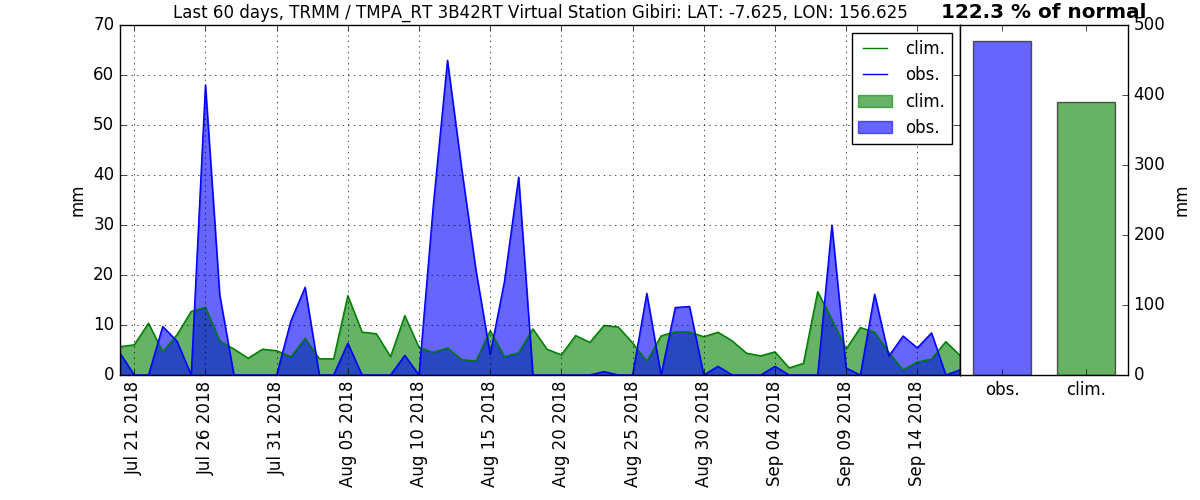 Last 60 days, TRMM / TMPA_RT 3B42RT Virtual Station Gibiri: LAT: -7.625, LON: 156.625
122.3 % of normal
70
60
50
40
30
20
10
0
mm
clim.
obs.
clim.
obs.
Jul 21 2018
Jul 26 2018
Jul 31 2018
Aug 05 2018
Aug 10 2018
Aug 15 2018
Aug 20 2018
Aug 25 2018
Aug 30 2018
Sep 04 2018
Sep 09 2018
Sep 14 2018
500
400
300
200
100
0
mm
obs.
clim.